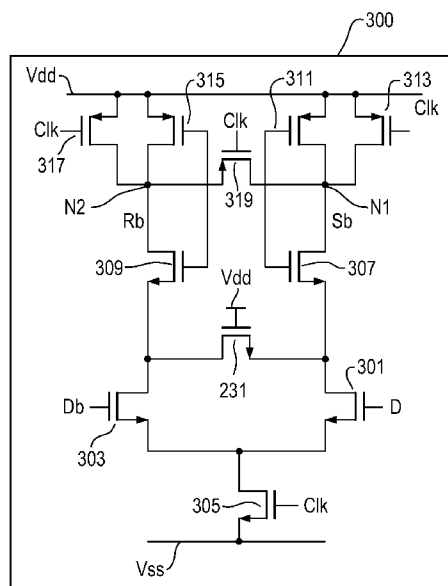 300
Vdd
315
311
313
Clk
Clk
Clk
317
N2
319
N1
Rb
Sb
309
307
Vdd
231
301
Db
D
303
305
Clk
Vss